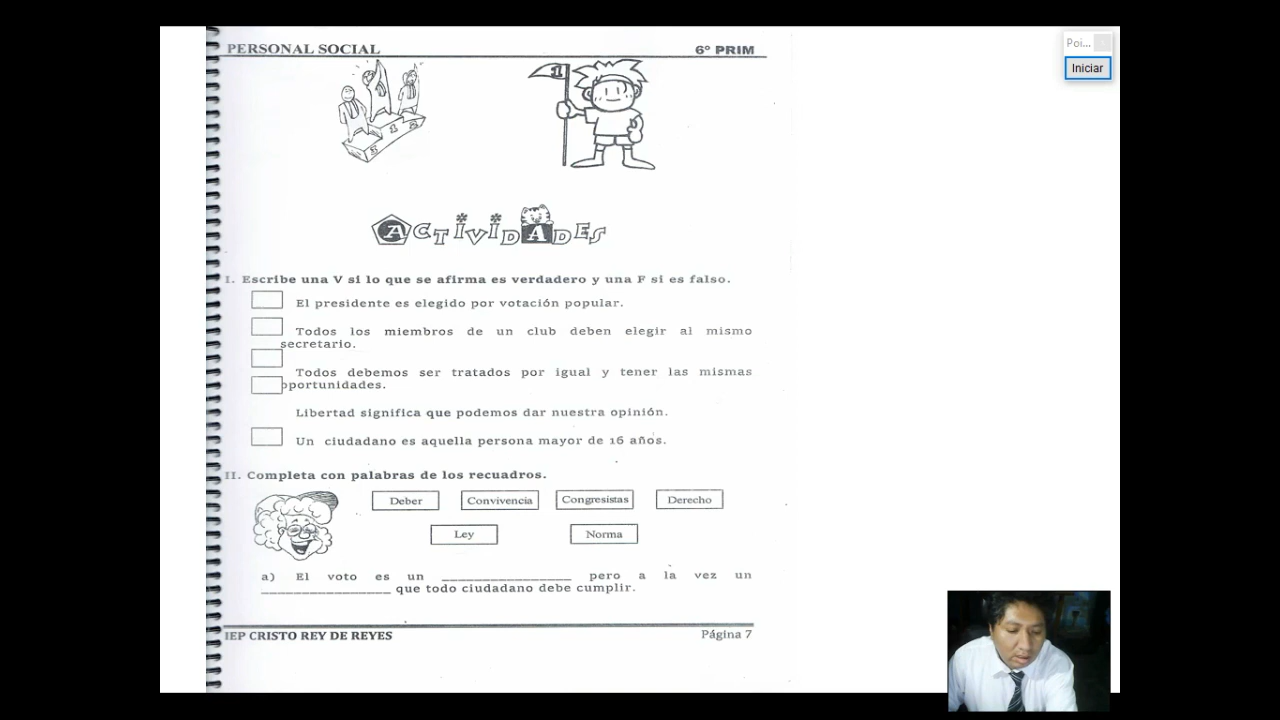 PERSONAL SOCIAL 6º PRIM
Poi...
Iniciar
1
ACTIVIDADES
I. Escribe una V si lo que se afirma es verdadero y una F si es falso.
El presidente es elegido por votación popular.
Todos los miembros de un club deben elegir al mismo
secretario.
Todos debemos ser tratados por igual y tener las mismas
oportunidades.
Libertad significa que podemos dar nuestra opinión.
Un ciudadano es aquella persona mayor de 16 años.
II. Completa con palabras de los recuadros.
Deber Convivencia Congresistas Derecho
Ley Norma
a) El voto es un ________________ pero a la vez un
________________ que todo ciudadano debe cumplir.
IEP CRISTO REY DE REYES Página 7